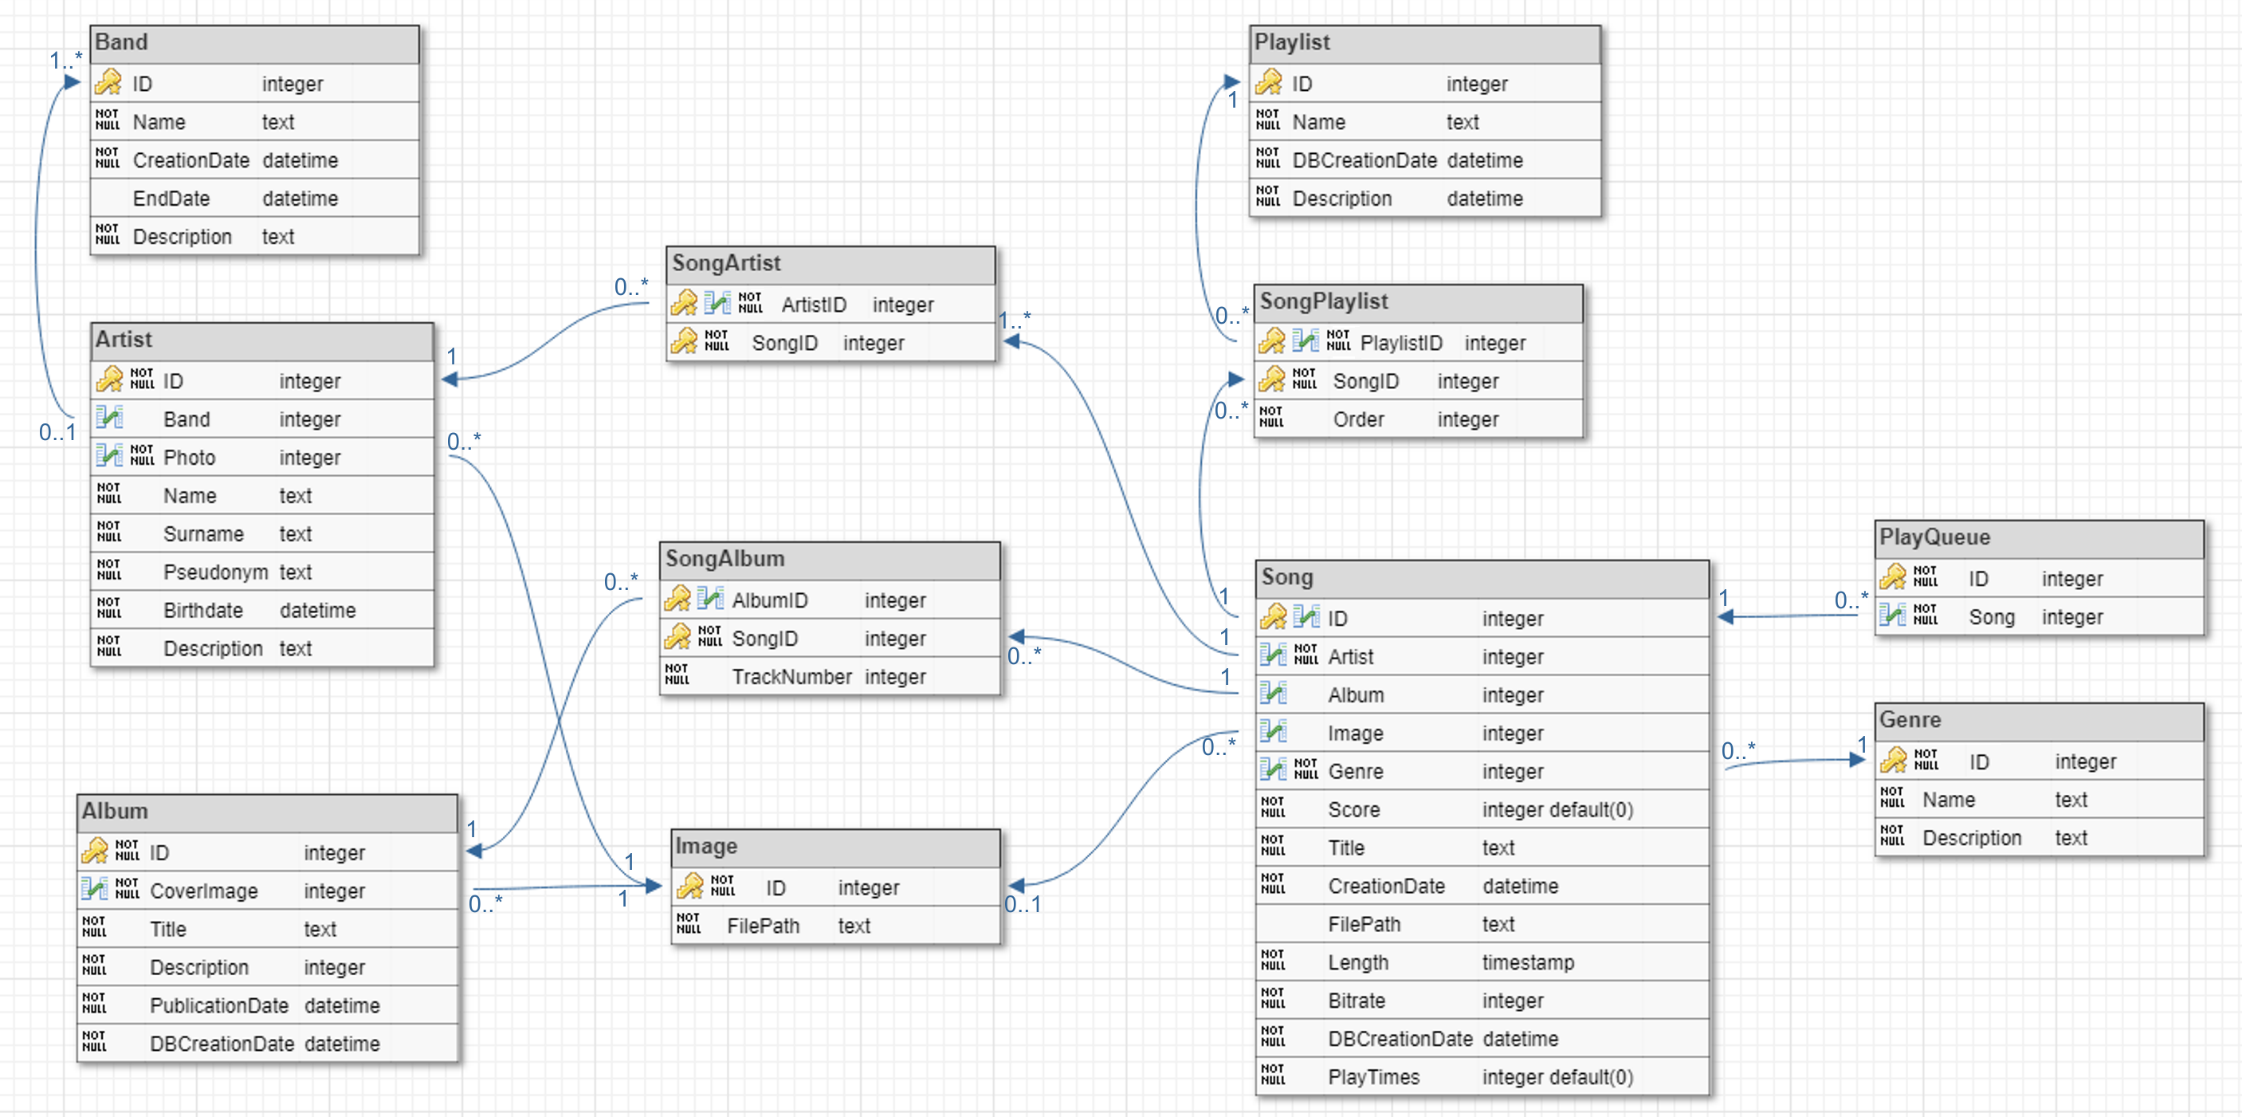 Band
1..*
ID integer
NOT NULL Name text
NOT NULL CreationDate datetime
EndDate datetime
NOT NULL Description text
Artist
NOT NULL ID integer
Band integer
0..1
NOT NULL Photo integer
NOT NULL Name text
NOT NULL Surname text
NOT NULL Pseudonym text
NOT NULL Birthdate datetime
NOT NULL Description text
1
0..*
Album
NOT NULL ID integer
NOT NULL CoverImage integer
NOT NULL Title text
NOT NULL Description integer
NOT NULL PublicationDate datetime
NOT NULL DBCreationDate datetime
1
0..*
SongArtist
0..*
NOT NULL ArtistID integer
NOT NULL SongID integer
1..*
SongAlbum
0..*
AlbumID integer
NOT NULL SongID integer
NOT NULL TrackNumber integer
0..*
Image
1
NOT NULL ID integer
1
NOT NULL FilePath text
0..1
Playlist
ID integer
1
NOT NULL Name text
NOT NULL DBCreationDate datetime
NOT NULL Description datetime
SongPlaylist
0..*
NOT NULL PlaylistID integer
NOT NULL SongID integer
0..*
NOT NULL Order integer
Song
1
ID integer
1
NOT NULL Artist integer
1
Album integer
Image integer
0..*
NOT NULL Genre integer
NOT NULL Score integer default(0)
NOT NULL Title text
NOT NULL CreationDate datetime
FilePath text
NOT NULL Length timestamp
NOT NULL Bitrate integer
NOT NULL DBCreationDate datetime
NOT NULL PlayTimes integer default(0)
1
0..*
PlayQueue
NOT NULL ID integer
Song integer
0..*
1
Genre
NOT NULL ID integer
NOT NULL Name text
NOT NULL Description text